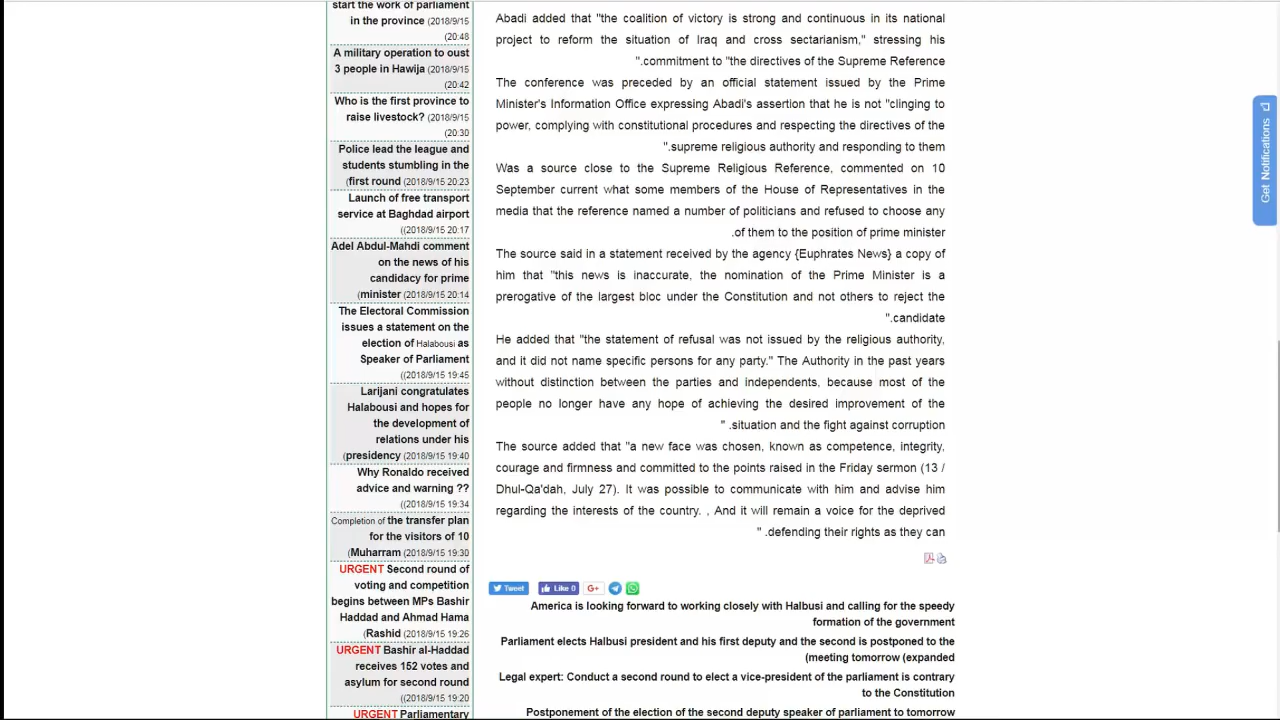 start the work of parliament
in the province (2018/9/15
(20:48
A military operation to oust
3 people in Hawija (2018/9/15
(20:42
Who is the first province to
raise livestock? (2018/9/15
(20:30
Police lead the league and
students stumbling in the
(first round (2018/9/15 20:23
Launch of free transport
service at Baghdad airport
((2018/9/15 20:17
Adel Abdul-Mahdi comment
on the news of his
candidacy for prime
(minister (2018/9/15 20:14
The Electoral Commission
issues a statement on the
election of Halabousi as
Speaker of Parliament
((2018/9/15 19:45
Larijani congratulates
Halabousi and hopes for
the development of
relations under his
(presidency (2018/9/15 19:40
Why Ronaldo received
advice and warning ??
((2018/9/15 19:34
Completion of the transfer plan
for the visitors of 10
(Muharram (2018/9/15 19:30
URGENT Second round of
voting and competition
begins between MPs Bashir
Haddad and Ahmad Hama
(Rashid (2018/9/15 19:26
URGENT Bashir al-Haddad
receives 152 votes and
asylum for second round
((2018/9/15 19:20
URGENT Parliamentary
Abadi added that "the coalition of victory is strong and continuous in its national
project to reform the situation of Iraq and cross sectarianism," stressing his
".commitment to "the directives of the Supreme Reference
The conference was preceded by an official statement issued by the Prime
Minister's Information Office expressing Abadi's assertion that he is not "clinging to
power, complying with constitutional procedures and respecting the directives of the
".supreme religious authority and responding to them
Was a source close to the Supreme Religious Reference, commented on 10
September current what some members of the House of Representatives in the
media that the reference named a number of politicians and refused to choose any
.of them to the position of prime minister
The source said in a statement received by the agency {Euphrates News} a copy of
him that "this news is inaccurate, the nomination of the Prime Minister is a
prerogative of the largest bloc under the Constitution and not others to reject the
".candidate
He added that "the statement of refusal was not issued by the religious authority,
and it did not name specific persons for any party." The Authority in the past years
without distinction between the parties and independents, because most of the
people no longer have any hope of achieving the desired improvement of the
" .situation and the fight against corruption
The source added that "a new face was chosen, known as competence, integrity,
courage and firmness and committed to the points raised in the Friday sermon (13 /
Dhul-Qa'dah, July 27). It was possible to communicate with him and advise him
regarding the interests of the country. , And it will remain a voice for the deprived
" .defending their rights as they can
Tweet
Like 0
G+
America is looking forward to working closely with Halbusi and calling for the speedy
formation of the government
Parliament elects Halbusi president and his first deputy and the second is postponed to the
(meeting tomorrow (expanded
Legal expert: Conduct a second round to elect a vice-president of the parliament is contrary
to the Constitution
Postponement of the election of the second deputy speaker of parliament to tomorrow
Get Notifications